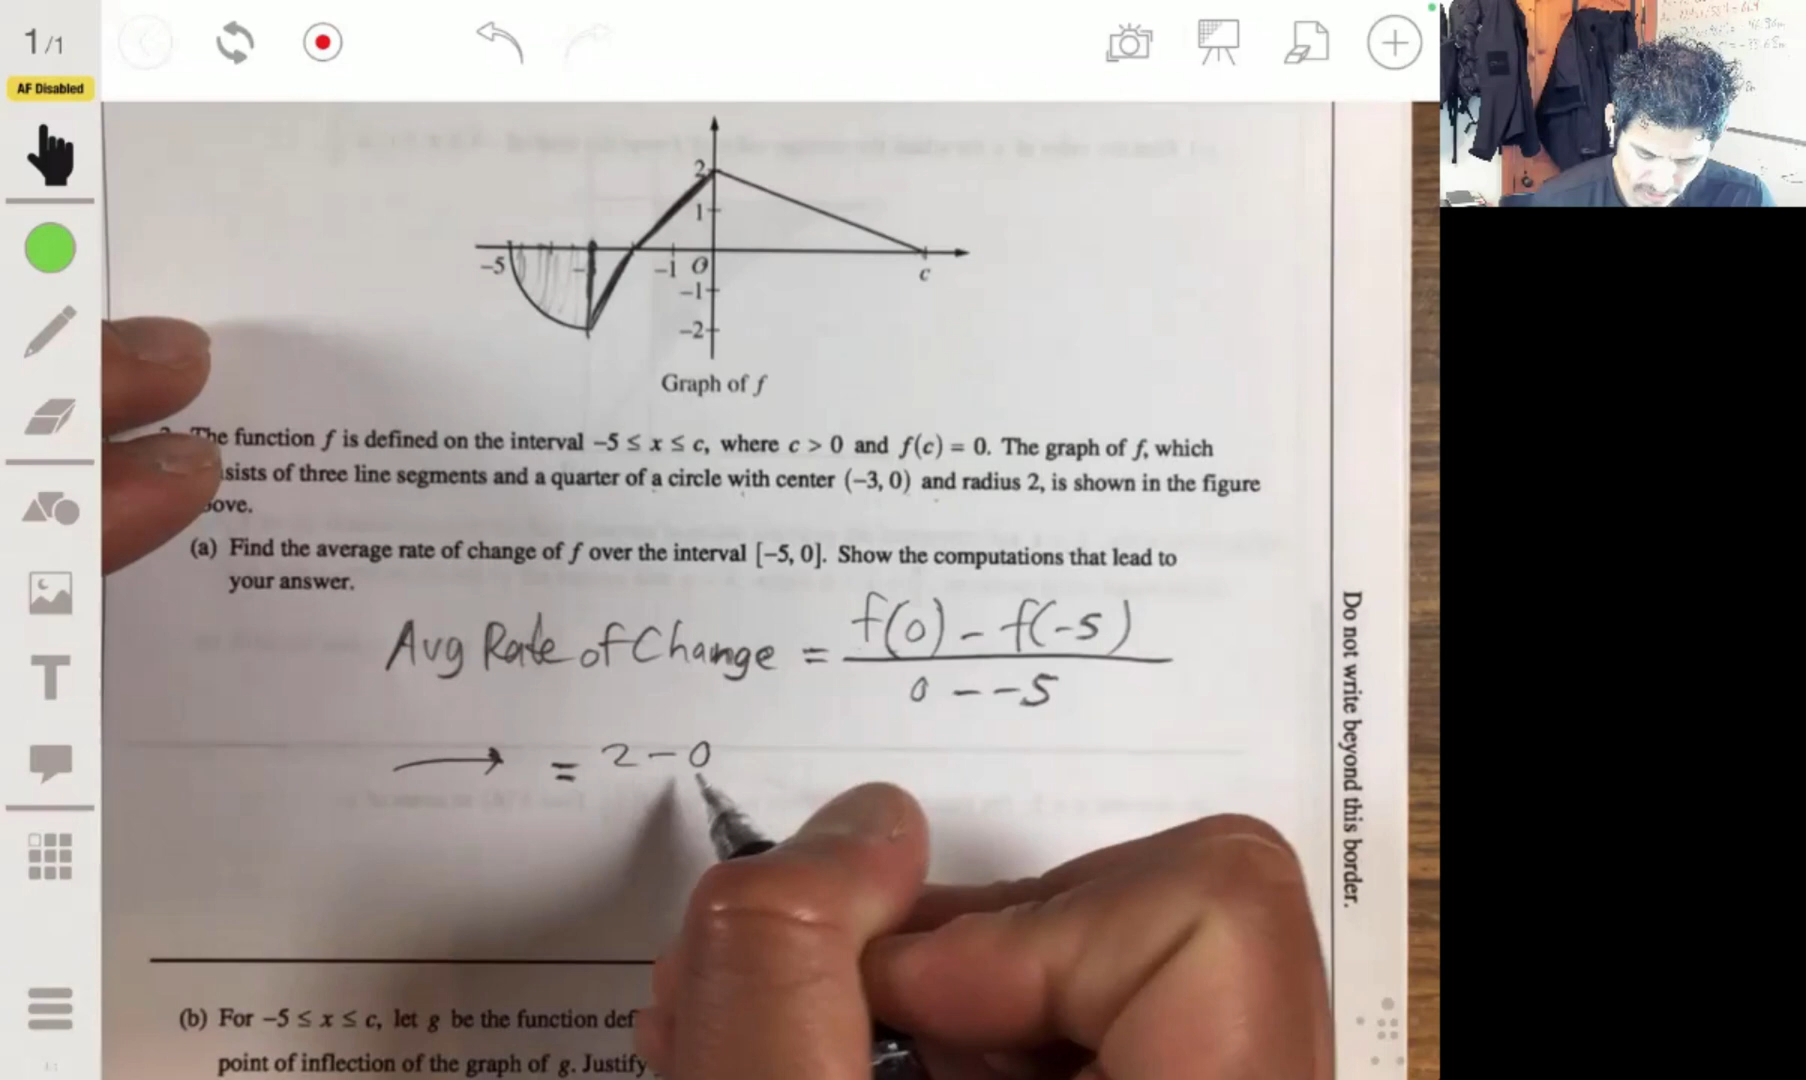 1/1
AF Disabled
T
2
1
-5
-1 O
c
-1
-2
Graph of f
The function f is defined on the interval −5 ≤ x ≤ c, where c > 0 and f(c) = 0. The graph of f, which
sists of three line segments and a quarter of a circle with center (−3, 0) and radius 2, is shown in the figure
ove.
(a) Find the average rate of change of f over the interval [−5, 0]. Show the computations that lead to
your answer.
Avg Rate of Change = f(0) - f(-5)
0 - -5
= 2-0
(b) For −5 ≤ x ≤ c, let g be the function def
point of inflection of the graph of g. Justify
Do not write beyond this border.